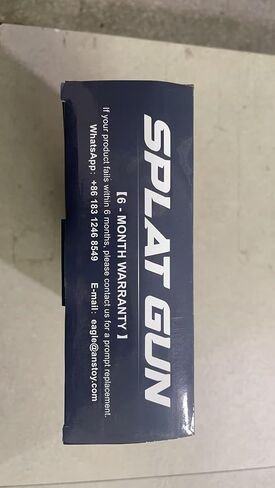 SPLAT GUN
【6 - MONTH WARRANTY】
If your product fails within 6 months, please contact us for a prompt replacement.
WhatsApp: +86 183 1246 8549 E-mail: eagle@anstoy.com